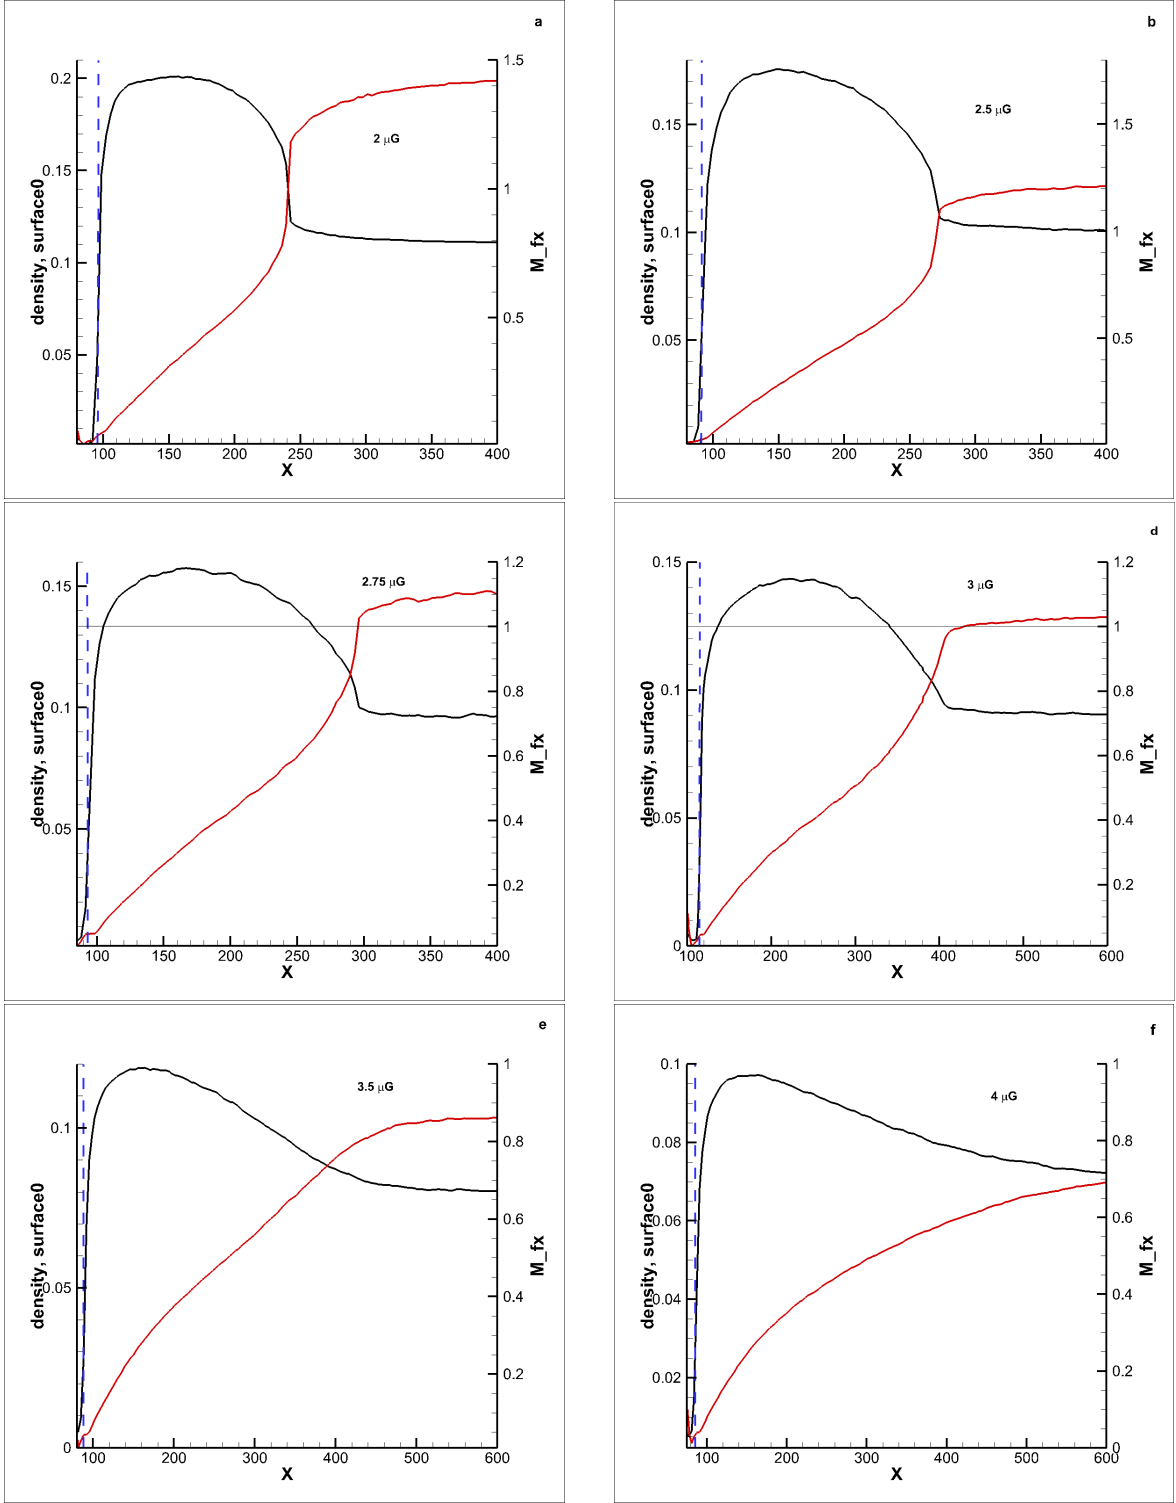 a
0.2
0.15
0.1
0.05
density, surface0
2 μG
1.5
1
0.5
M_fx
100 150 200 250 300 350 400
X
b
0.15
0.1
0.05
density, surface0
2.5 μG
1.5
1
0.5
M_fx
100 150 200 250 300 350 400
X
0.15
0.1
0.05
density, surface0
2.75 μG
1.2
1
0.8
0.6
0.4
0.2
M_fx
100 150 200 250 300 350 400
X
d
0.15
0.1
0.05
0
density, surface0
3 μG
1.2
1
0.8
0.6
0.4
0.2
M_fx
100 200 300 400 500 600
X
e
0.1
0.05
0
density, surface0
3.5 μG
1
0.8
0.6
0.4
0.2
0
M_fx
100 200 300 400 500 600
X
f
0.1
0.08
0.06
0.04
0.02
density, surface0
4 μG
1
0.8
0.6
0.4
0.2
0
M_fx
100 200 300 400 500 600
X